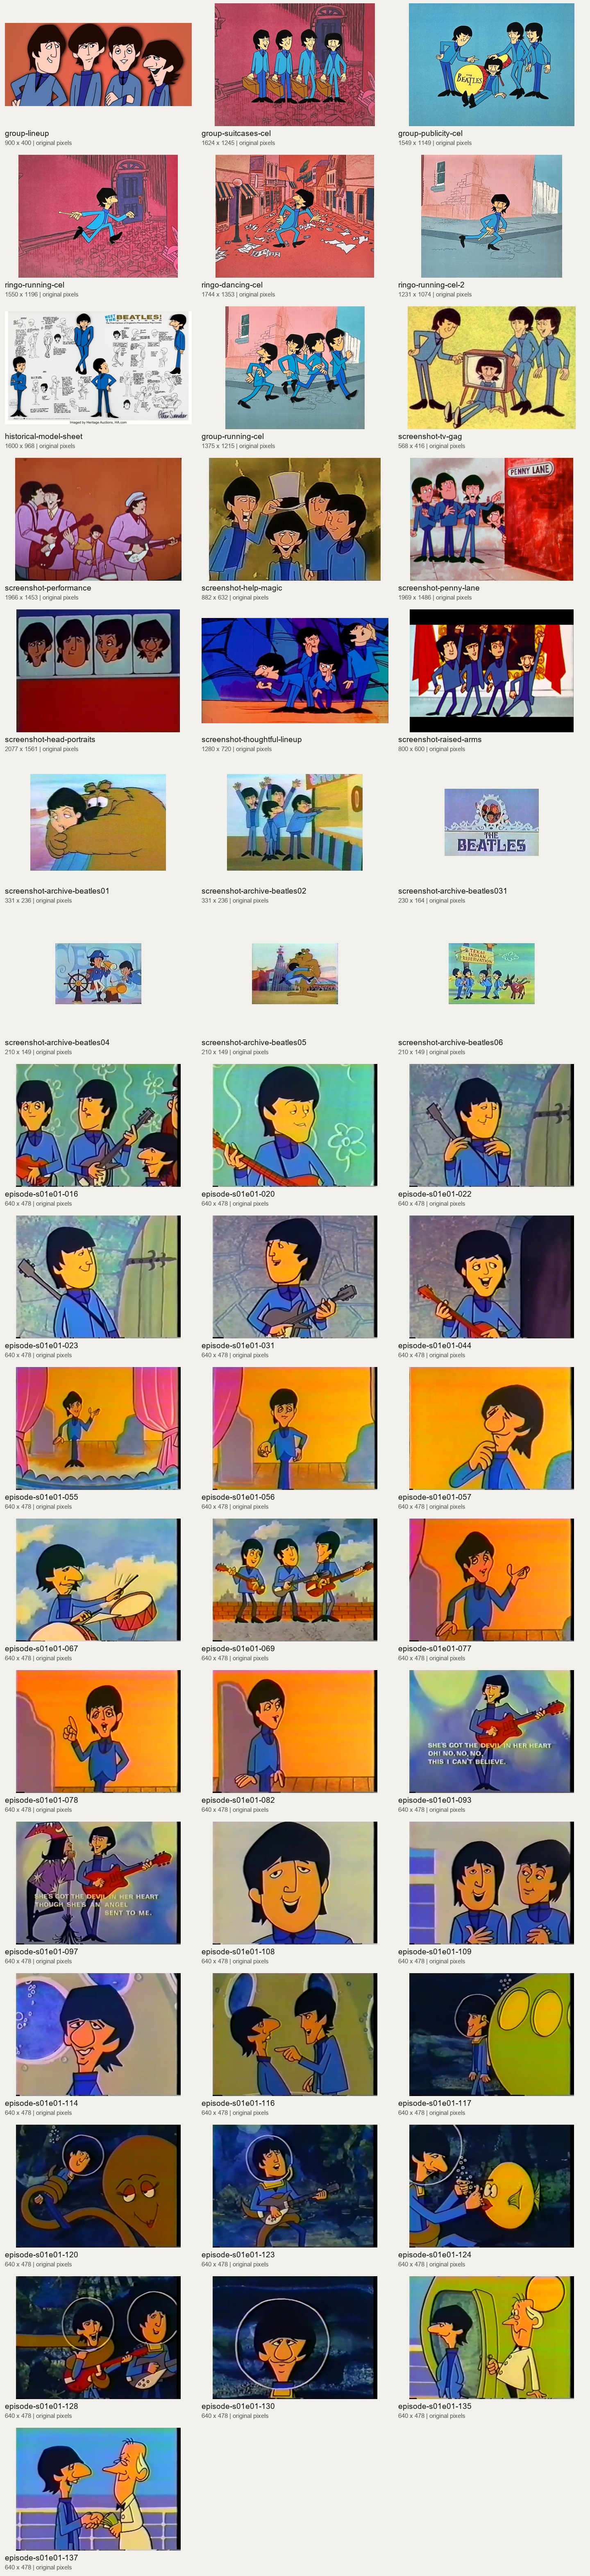 group-lineup
900 x 400 | original pixels
group-suitcases-cel
1624 x 1245 | original pixels
THE
BEATLES
group-publicity-cel
1549 x 1149 | original pixels
ringo-running-cel
1550 x 1196 | original pixels
ringo-dancing-cel
1744 x 1353 | original pixels
ringo-running-cel-2
1231 x 1074 | original pixels
BEATLES!
Image by Heritage Auctions, HA.com
historical-model-sheet
1600 x 968 | original pixels
group-running-cel
1375 x 1215 | original pixels
screenshot-tv-gag
568 x 416 | original pixels
screenshot-performance
1966 x 1453 | original pixels
screenshot-help-magic
882 x 632 | original pixels
PENNY LANE
screenshot-penny-lane
1969 x 1486 | original pixels
screenshot-head-portraits
2077 x 1561 | original pixels
screenshot-thoughtful-lineup
1280 x 720 | original pixels
screenshot-raised-arms
800 x 600 | original pixels
screenshot-archive-beatles01
331 x 236 | original pixels
screenshot-archive-beatles02
331 x 236 | original pixels
THE
BEATLES
screenshot-archive-beatles031
230 x 164 | original pixels
screenshot-archive-beatles04
210 x 149 | original pixels
screenshot-archive-beatles05
210 x 149 | original pixels
TEXAS
INDIAN
RESERVATION
screenshot-archive-beatles06
210 x 149 | original pixels
episode-s01e01-016
640 x 478 | original pixels
episode-s01e01-020
640 x 478 | original pixels
episode-s01e01-022
640 x 478 | original pixels
episode-s01e01-023
640 x 478 | original pixels
episode-s01e01-031
640 x 478 | original pixels
episode-s01e01-044
640 x 478 | original pixels
episode-s01e01-055
640 x 478 | original pixels
episode-s01e01-056
640 x 478 | original pixels
episode-s01e01-057
640 x 478 | original pixels
episode-s01e01-067
640 x 478 | original pixels
episode-s01e01-069
640 x 478 | original pixels
episode-s01e01-077
640 x 478 | original pixels
episode-s01e01-078
640 x 478 | original pixels
episode-s01e01-082
640 x 478 | original pixels
SHE'S GOT THE DEVIL IN HER HEART
OH! NO, NO, NO,
THIS I CAN'T BELIEVE.
episode-s01e01-093
640 x 478 | original pixels
SHE'S GOT THE DEVIL IN HER HEART
THOUGH SHE'S AN ANGEL
SENT TO ME.
episode-s01e01-097
640 x 478 | original pixels
episode-s01e01-108
640 x 478 | original pixels
episode-s01e01-109
640 x 478 | original pixels
episode-s01e01-114
640 x 478 | original pixels
episode-s01e01-116
640 x 478 | original pixels
episode-s01e01-117
640 x 478 | original pixels
episode-s01e01-120
640 x 478 | original pixels
episode-s01e01-123
640 x 478 | original pixels
episode-s01e01-124
640 x 478 | original pixels
episode-s01e01-128
640 x 478 | original pixels
episode-s01e01-130
640 x 478 | original pixels
episode-s01e01-135
640 x 478 | original pixels
episode-s01e01-137
640 x 478 | original pixels